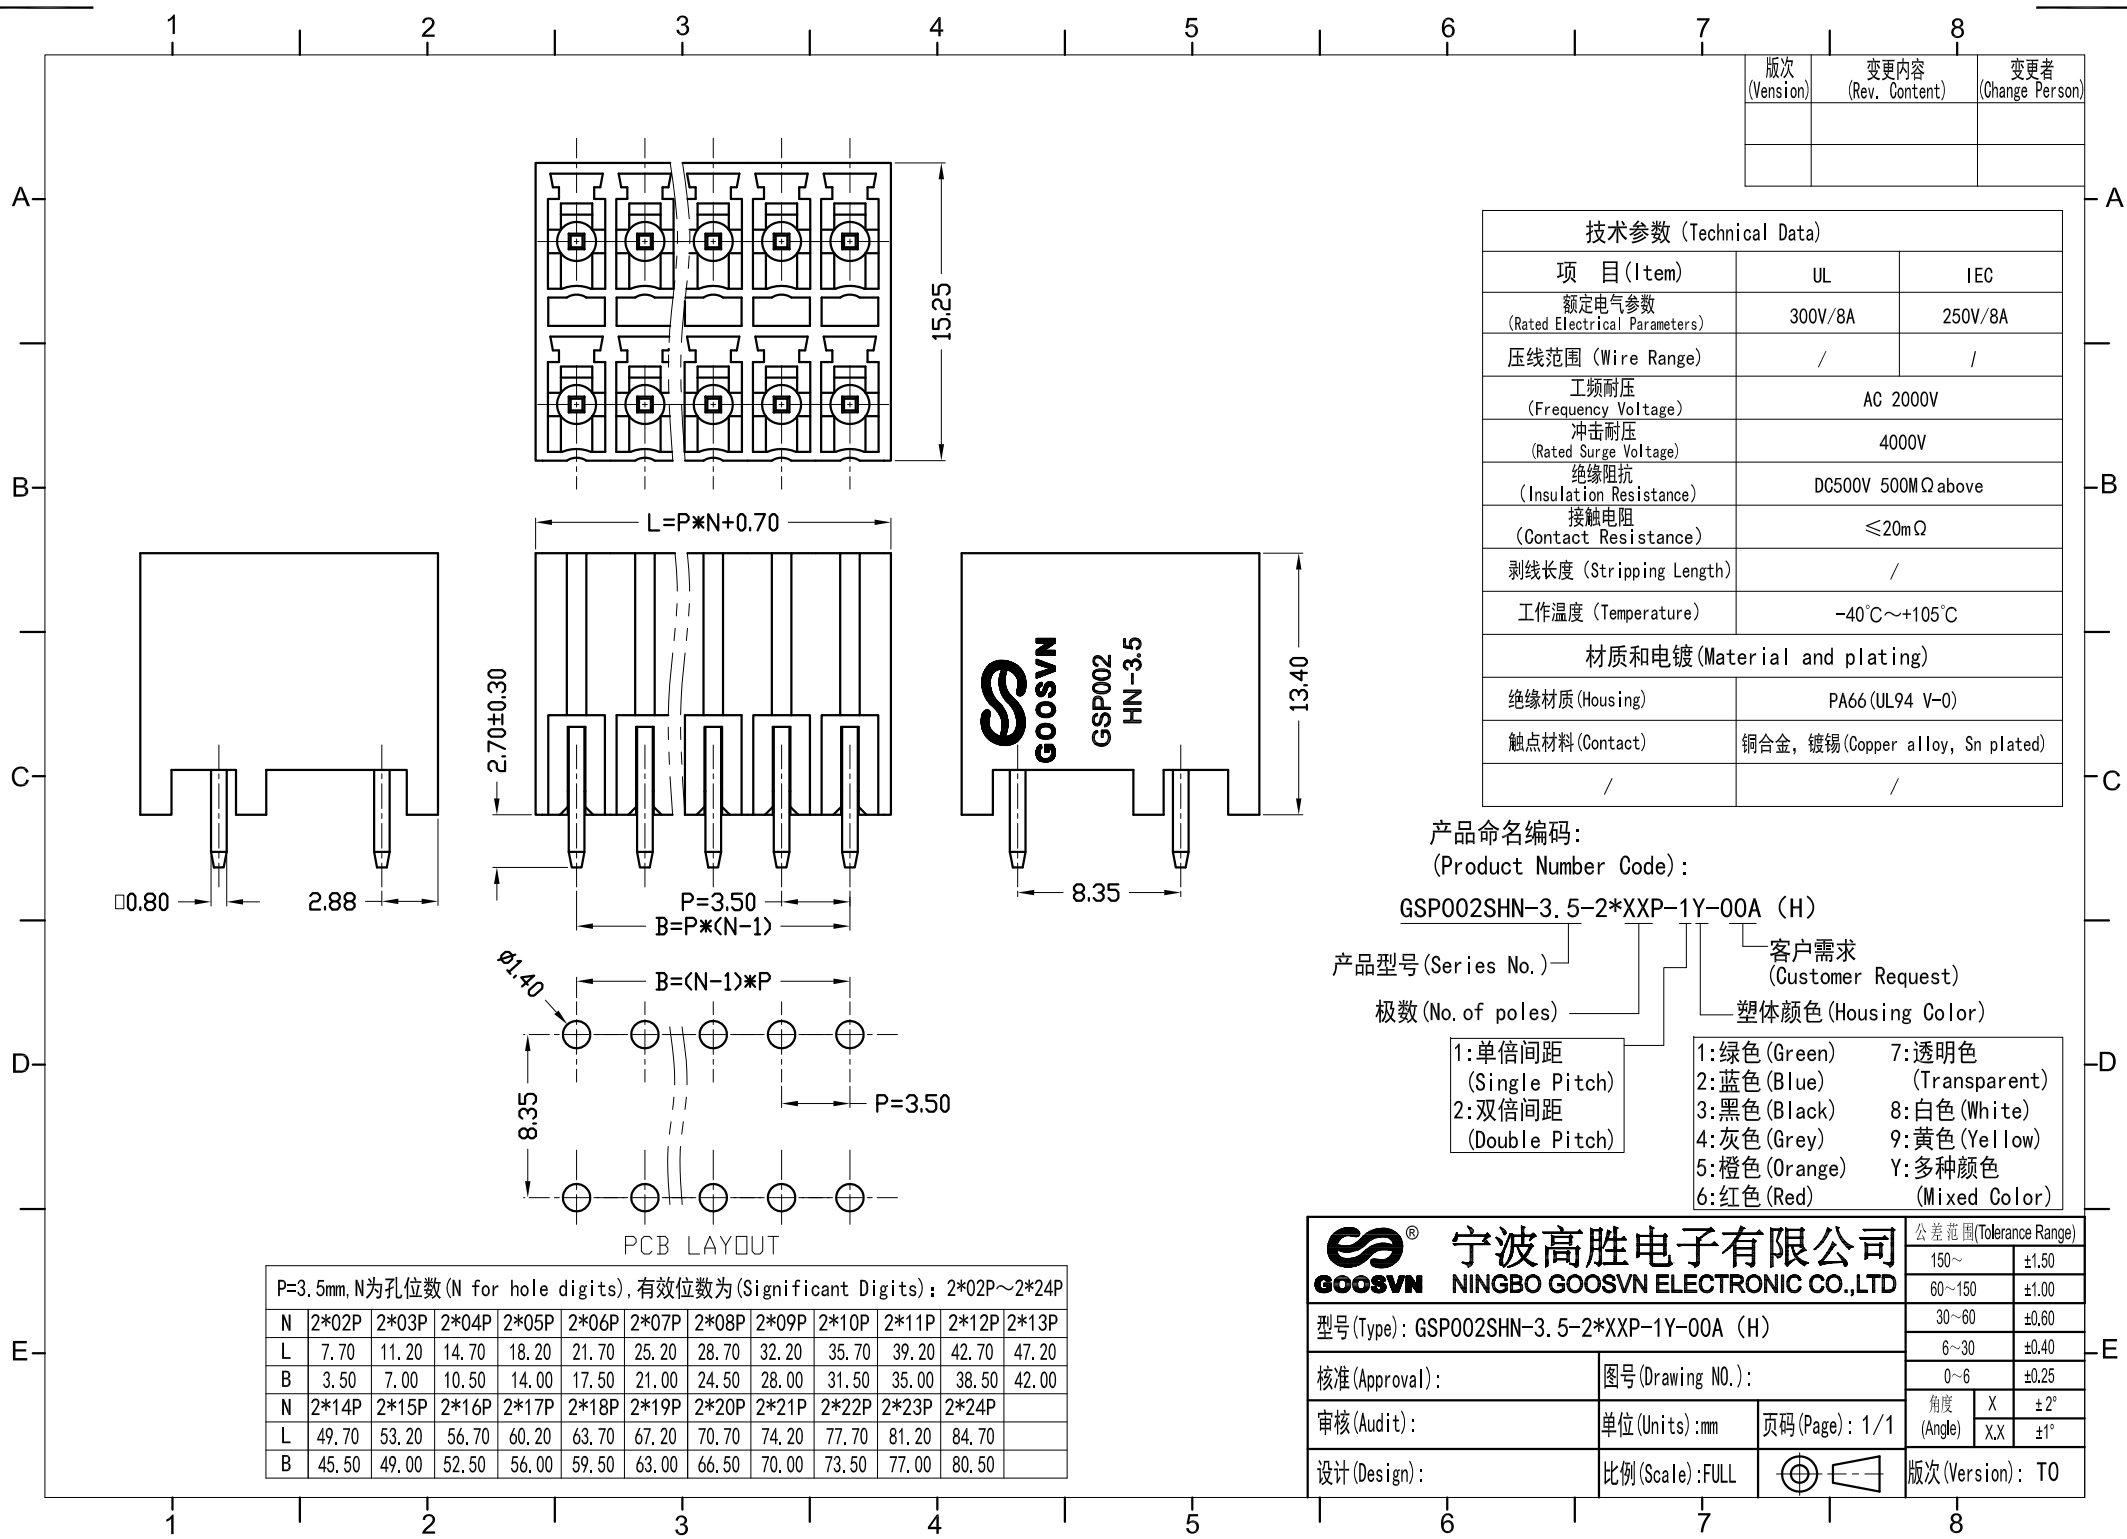 1 2 3 4 5 6 7 8
版次 变更内容 变更者
(Vension) (Rev. Content) (Change Person)
A A
B B
C C
D D
E E
15.25
L=P*N+0.70
2.70±0.30
GOOSVN
GSP002
HN-3.5
13.40
□0.80
2.88
P=3.50
B=P*(N-1)
8.35
ø1.40
B=(N-1)*P
8.35
P=3.50
PCB LAYOUT
技术参数 (Technical Data)
项 目(Item) UL IEC
额定电气参数
(Rated Electrical Parameters) 300V/8A 250V/8A
压线范围 (Wire Range) / /
工频耐压
(Frequency Voltage) AC 2000V
冲击耐压
(Rated Surge Voltage) 4000V
绝缘阻抗
(Insulation Resistance) DC500V 500MΩabove
接触电阻
(Contact Resistance) ≤20mΩ
剥线长度 (Stripping Length) /
工作温度 (Temperature) -40℃～+105℃
材质和电镀(Material and plating)
绝缘材质(Housing) PA66(UL94 V-0)
触点材料(Contact) 铜合金, 镀锡(Copper alloy, Sn plated)
/ /
产品命名编码:
(Product Number Code):
GSP002SHN-3.5-2*XXP-1Y-00A (H)
产品型号(Series No.)
客户需求
(Customer Request)
极数(No.of poles)
塑体颜色(Housing Color)
1:单倍间距
(Single Pitch)
2:双倍间距
(Double Pitch)
1:绿色(Green) 7:透明色
2:蓝色(Blue) (Transparent)
3:黑色(Black) 8:白色(White)
4:灰色(Grey) 9:黄色(Yellow)
5:橙色(Orange) Y:多种颜色
6:红色(Red) (Mixed Color)
P=3.5mm,N为孔位数(N for hole digits),有效位数为(Significant Digits): 2*02P～2*24P
N 2*02P 2*03P 2*04P 2*05P 2*06P 2*07P 2*08P 2*09P 2*10P 2*11P 2*12P 2*13P
L 7.70 11.20 14.70 18.20 21.70 25.20 28.70 32.20 35.70 39.20 42.70 47.20
B 3.50 7.00 10.50 14.00 17.50 21.00 24.50 28.00 31.50 35.00 38.50 42.00
N 2*14P 2*15P 2*16P 2*17P 2*18P 2*19P 2*20P 2*21P 2*22P 2*23P 2*24P
L 49.70 53.20 56.70 60.20 63.70 67.20 70.70 74.20 77.70 81.20 84.70
B 45.50 49.00 52.50 56.00 59.50 63.00 66.50 70.00 73.50 77.00 80.50
GOOSVN ®
宁波高胜电子有限公司
NINGBO GOOSVN ELECTRONIC CO.,LTD
公差范围(Tolerance Range)
150～ ±1.50
60～150 ±1.00
30～60 ±0.60
6～30 ±0.40
0～6 ±0.25
角度 X ±2°
(Angle) X.X ±1°
型号(Type): GSP002SHN-3.5-2*XXP-1Y-00A (H)
核准(Approval): 图号(Drawing NO.):
审核(Audit): 单位(Units):mm 页码(Page): 1/1
设计(Design): 比例(Scale):FULL 版次(Version): T0
1 2 3 4 5 6 7 8